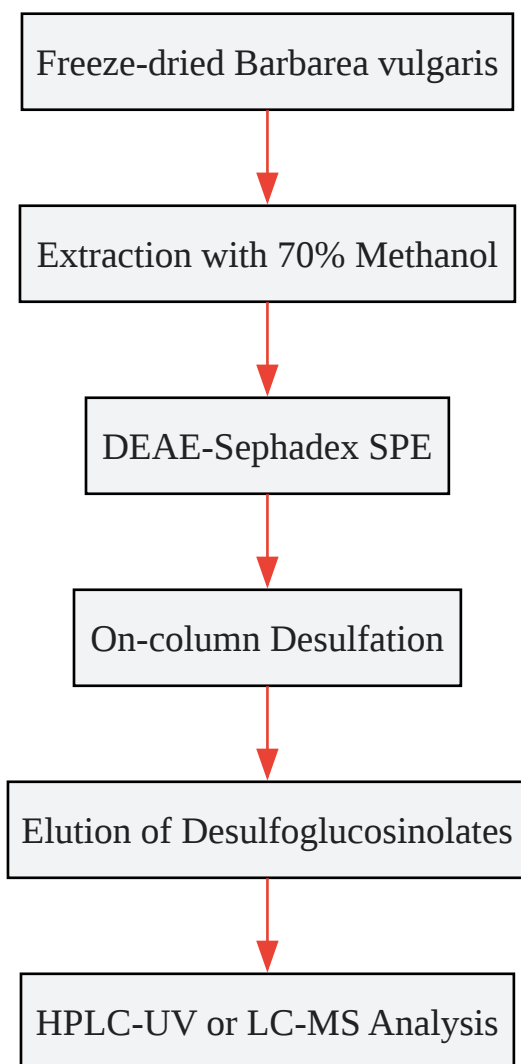 Freeze-dried Barbarea vulgaris
Extraction with 70% Methanol
DEAE-Sephadex SPE
On-column Desulfation
Elution of Desulfoglucosinolates
HPLC-UV or LC-MS Analysis